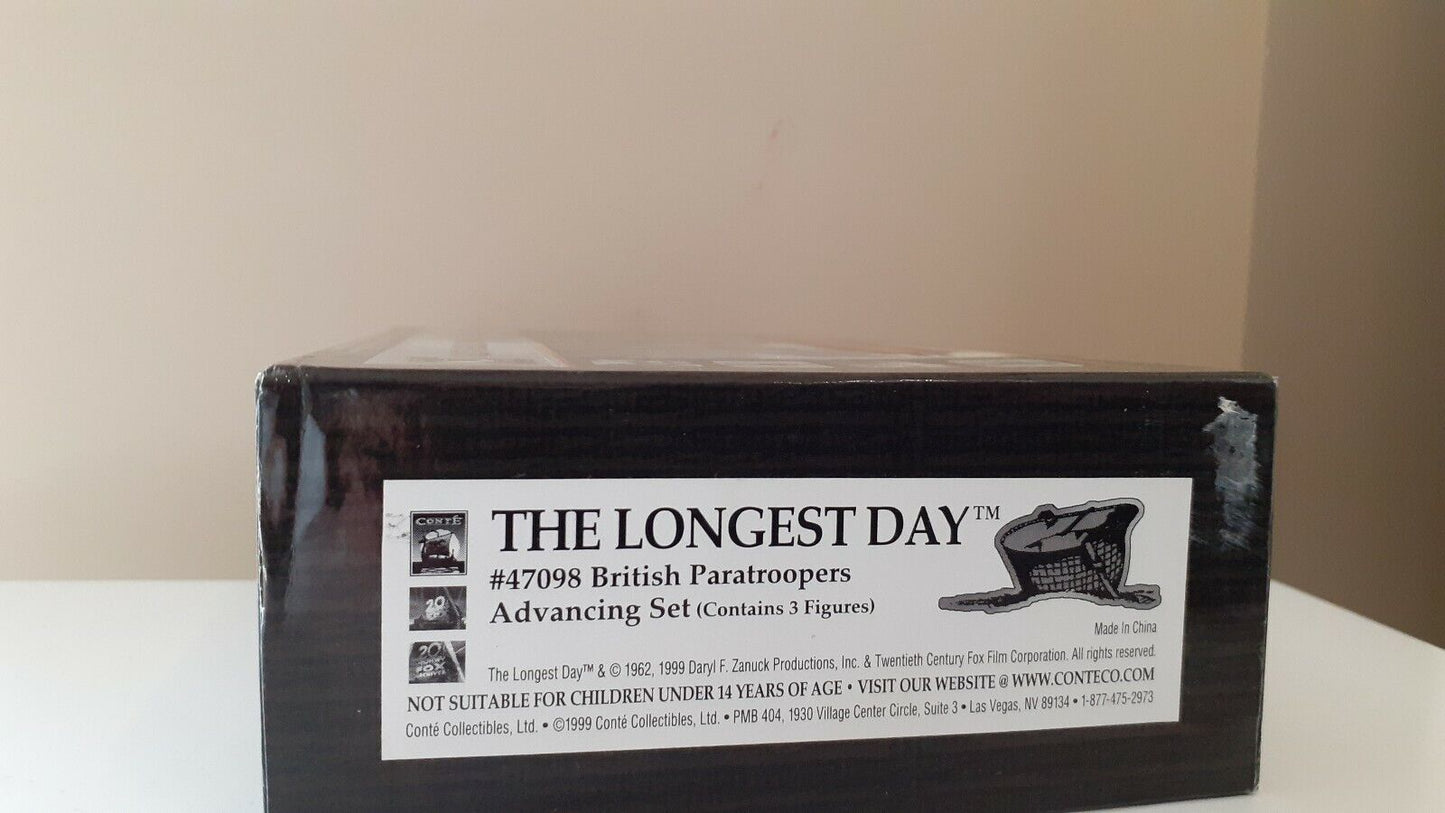 CONTÉ
THE LONGEST DAY™
#47098 British Paratroopers
Advancing Set (Contains 3 Figures)
20
20
FOX
Made In China
The Longest Day™ & © 1962, 1999 Daryl F. Zanuck Productions, Inc. & Twentieth Century Fox Film Corporation. All rights reserved.
NOT SUITABLE FOR CHILDREN UNDER 14 YEARS OF AGE • VISIT OUR WEBSITE @ WWW.CONTECO.COM
Conté Collectibles, Ltd. • ©1999 Conté Collectibles, Ltd. • PMB 404, 1930 Village Center Circle, Suite 3 • Las Vegas, NV 89134 • 1-877-475-2973